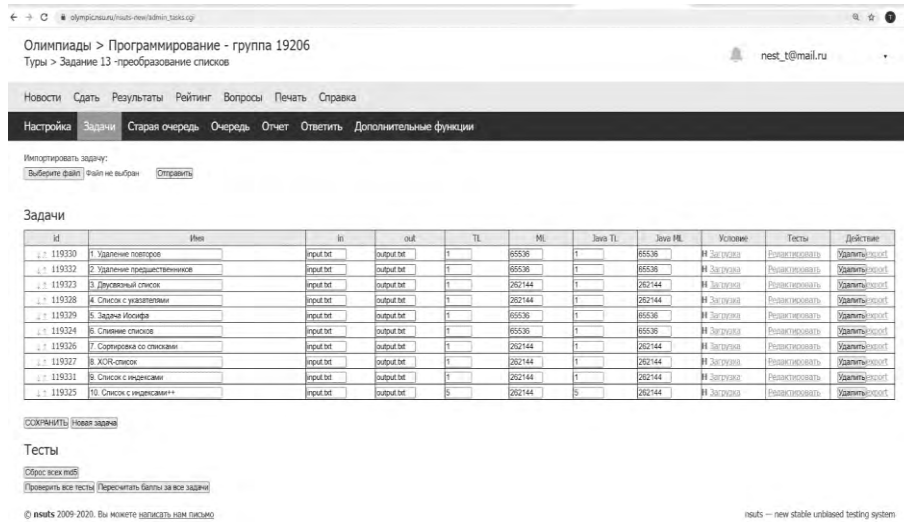 olympic.nsu.ru/nsuts-new/admin_tasks.cgi
T
Олимпиады > Программирование - группа 19206
Туры > Задание 13 -преобразование списков
nest_t@mail.ru
Новости Сдать Результаты Рейтинг Вопросы Печать Справка
Настройка Задачи Старая очередь Очередь Отчет Ответить Дополнительные функции
Импортировать задачу:
Выберите файл Файл не выбран Отправить
Задачи
id Имя in out TL ML Java TL Java ML Условие Тесты Действие
119330 1. Удаление повторов input.txt output.txt 1 65536 1 65536 H Загрузка Редактировать Удалить export
119332 2. Удаление предшественников input.txt output.txt 1 65536 1 65536 H Загрузка Редактировать Удалить export
119323 3. Двусвязный список input.txt output.txt 1 262144 1 262144 H Загрузка Редактировать Удалить export
119328 4. Список с указателями input.txt output.txt 1 262144 1 262144 H Загрузка Редактировать Удалить export
119329 5. Задача Иосифа input.txt output.txt 1 65536 1 65536 H Загрузка Редактировать Удалить export
119324 6. Слияние списков input.txt output.txt 1 65536 1 65536 H Загрузка Редактировать Удалить export
119326 7. Сортировка со списками input.txt output.txt 1 262144 1 262144 H Загрузка Редактировать Удалить export
119327 8. XOR-список input.txt output.txt 1 262144 1 262144 H Загрузка Редактировать Удалить export
119331 9. Список с индексами input.txt output.txt 1 262144 1 262144 H Загрузка Редактировать Удалить export
119325 10. Список с индексами++ input.txt output.txt 5 262144 5 262144 H Загрузка Редактировать Удалить export
СОХРАНИТЬ Новая задача
Тесты
Сброс всех md5
Проверить все тесты Пересчитать баллы за все задачи
© nsuts 2009-2020. Вы можете написать нам письмо
nsuts — new stable unbiased testing system